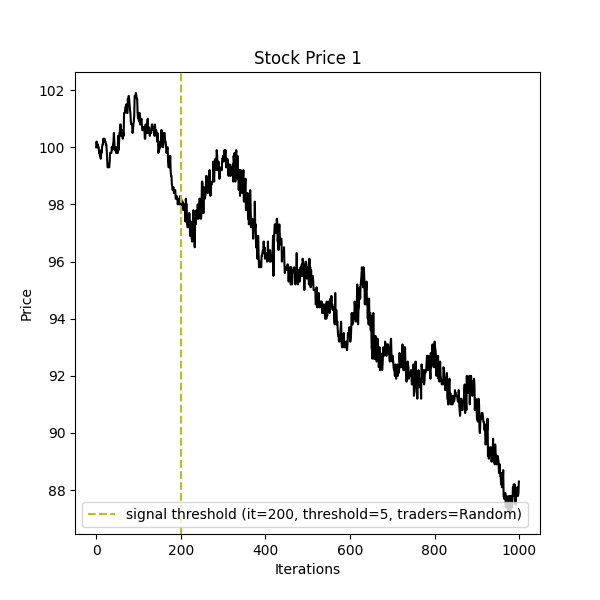 Stock Price 1
102
100
98
96
94
92
90
88
Price
signal threshold (it=200, threshold=5, traders=Random)
0 200 400 600 800 1000
Iterations